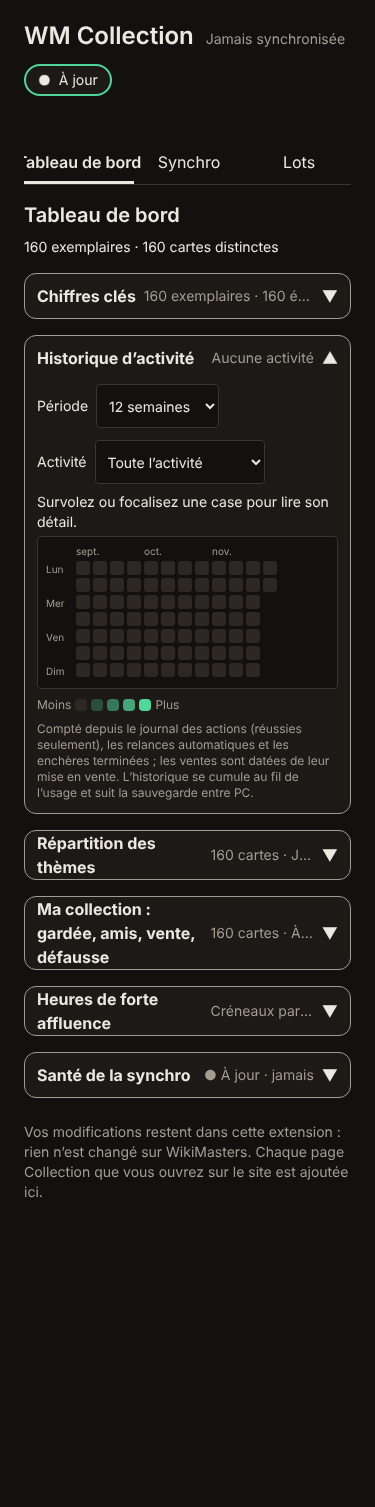 WM Collection Jamais synchronisée
À jour
Tableau de bord Synchro Lots
Tableau de bord
160 exemplaires · 160 cartes distinctes
Chiffres clés 160 exemplaires · 160 é… ▼
Historique d’activité Aucune activité ▲
Période 12 semaines
Activité Toute l’activité
Survolez ou focalisez une case pour lire son
détail.
sept. oct. nov.
Lun
Mer
Ven
Dim
Moins Plus
Compté depuis le journal des actions (réussies
seulement), les relances automatiques et les
enchères terminées ; les ventes sont datées de leur
mise en vente. L’historique se cumule au fil de
l’usage et suit la sauvegarde entre PC.
Répartition des
thèmes 160 cartes · J… ▼
Ma collection :
gardée, amis, vente, 160 cartes · À… ▼
défausse
Heures de forte
affluence Créneaux par… ▼
Santé de la synchro À jour · jamais ▼
Vos modifications restent dans cette extension :
rien n’est changé sur WikiMasters. Chaque page
Collection que vous ouvrez sur le site est ajoutée
ici.